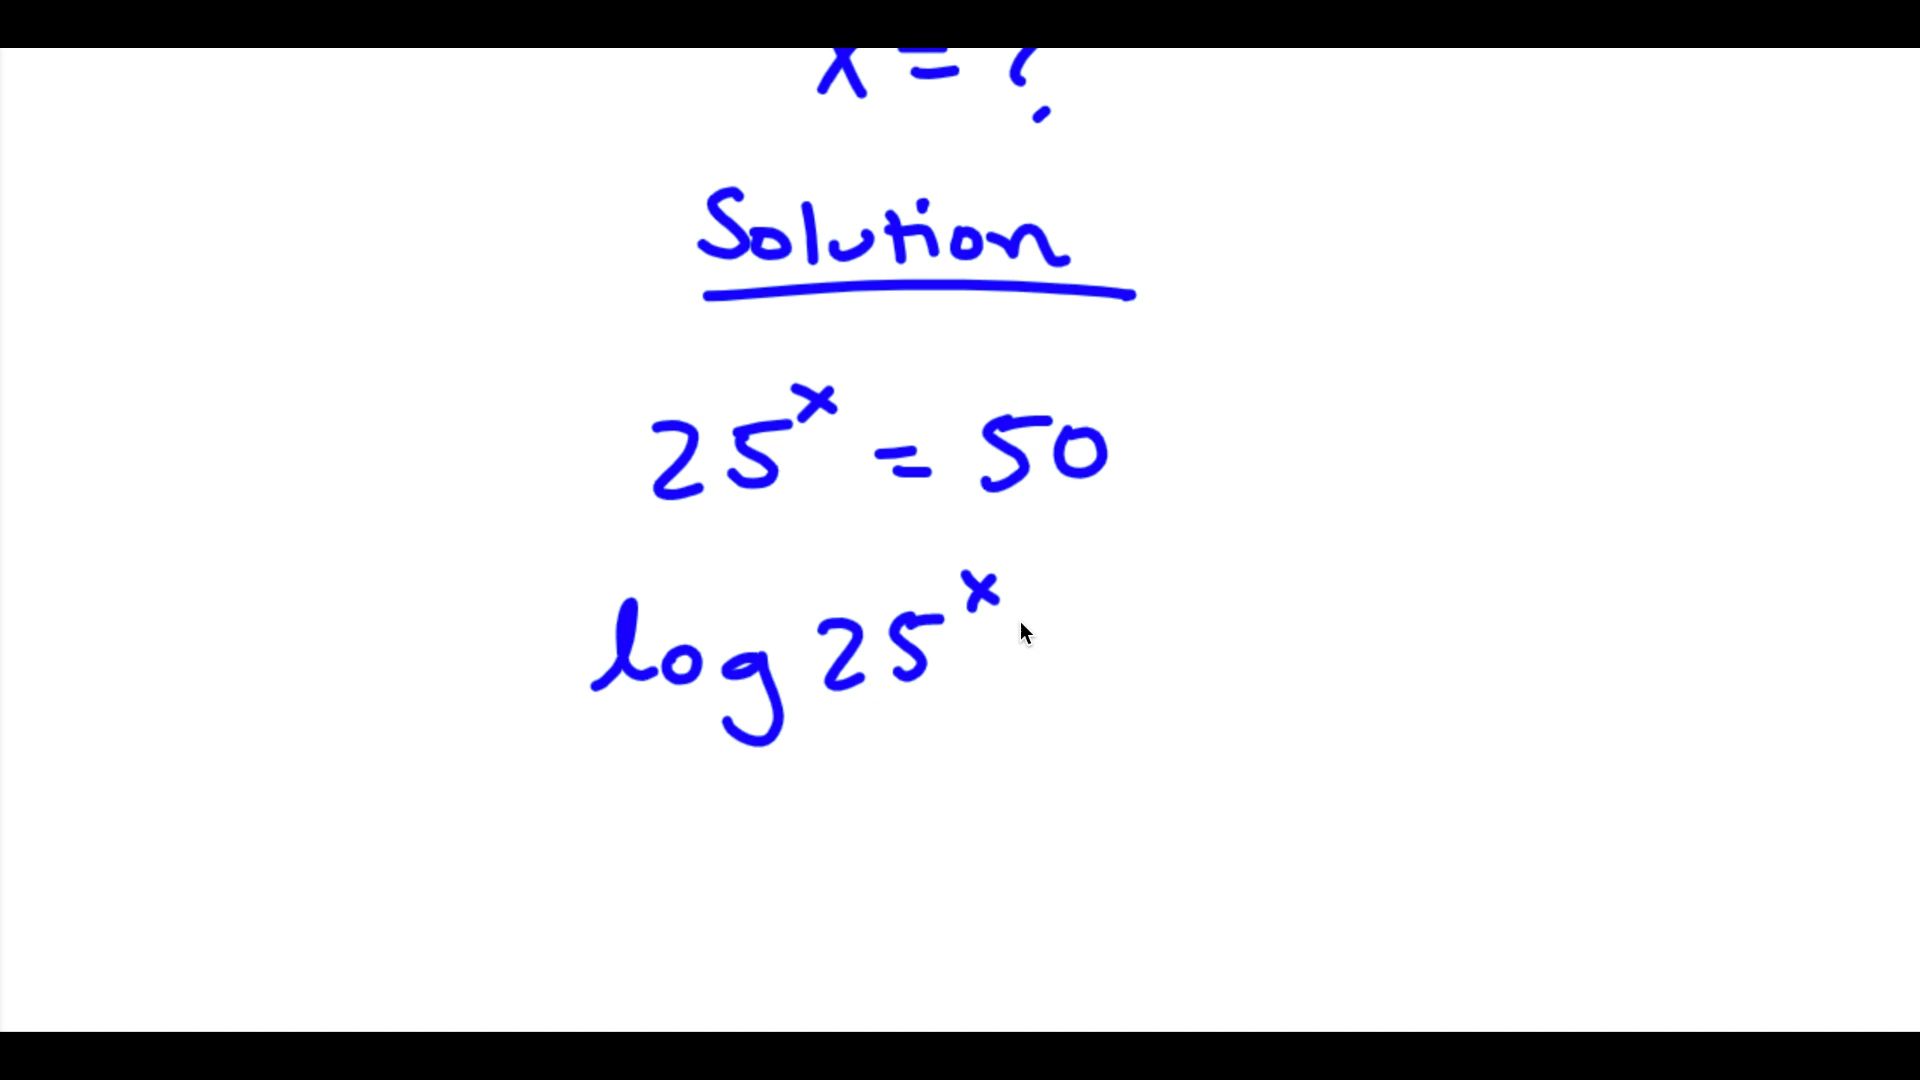 x = ?
Solution
25^x = 50
log 25^x